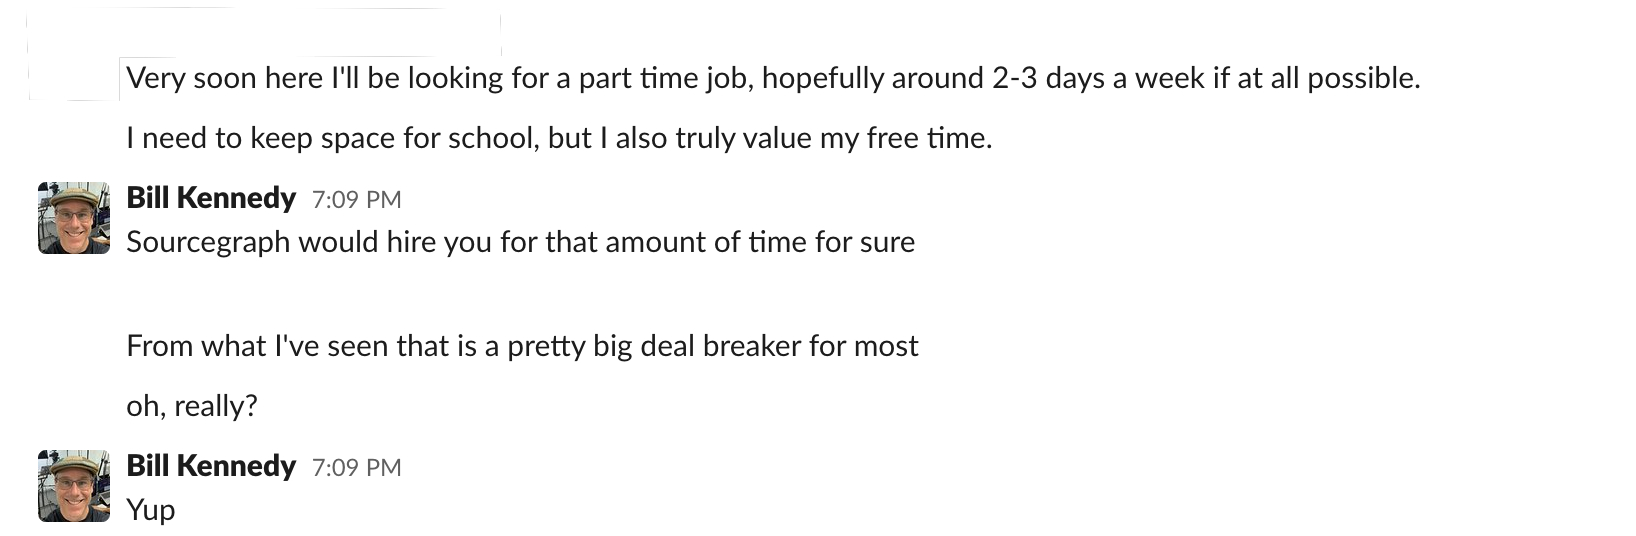 Very soon here I'll be looking for a part time job, hopefully around 2-3 days a week if at all possible.
I need to keep space for school, but I also truly value my free time.
Bill Kennedy 7:09 PM
Sourcegraph would hire you for that amount of time for sure
From what I've seen that is a pretty big deal breaker for most
oh, really?
Bill Kennedy 7:09 PM
Yup